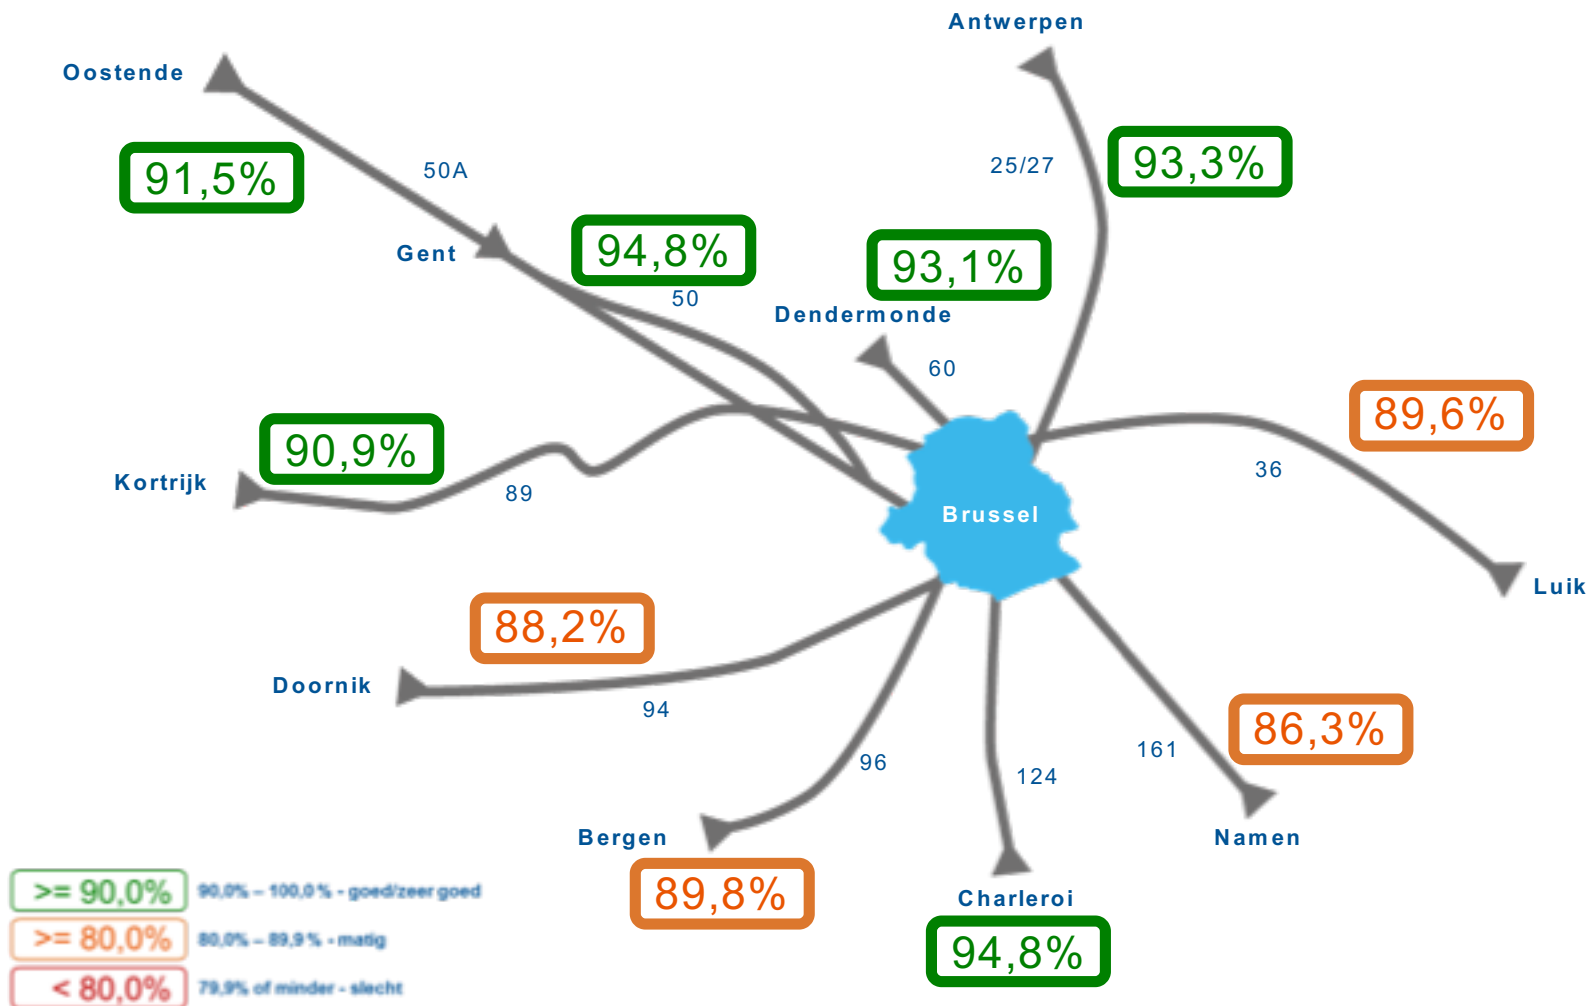 Antwerpen
Oostende
91,5%
50A
25/27
93,3%
Gent
94,8%
50
93,1%
Dendermonde
60
89,6%
36
90,9%
Kortrijk
89
Brussel
Luik
88,2%
Doornik
94
86,3%
161
96
124
Bergen
Namen
89,8%
Charleroi
94,8%
>= 90,0% 90,0% – 100,0 % - goed/zeer goed
>= 80,0% 80,0% – 89,9 % - matig
< 80,0% 79,9% of minder - slecht